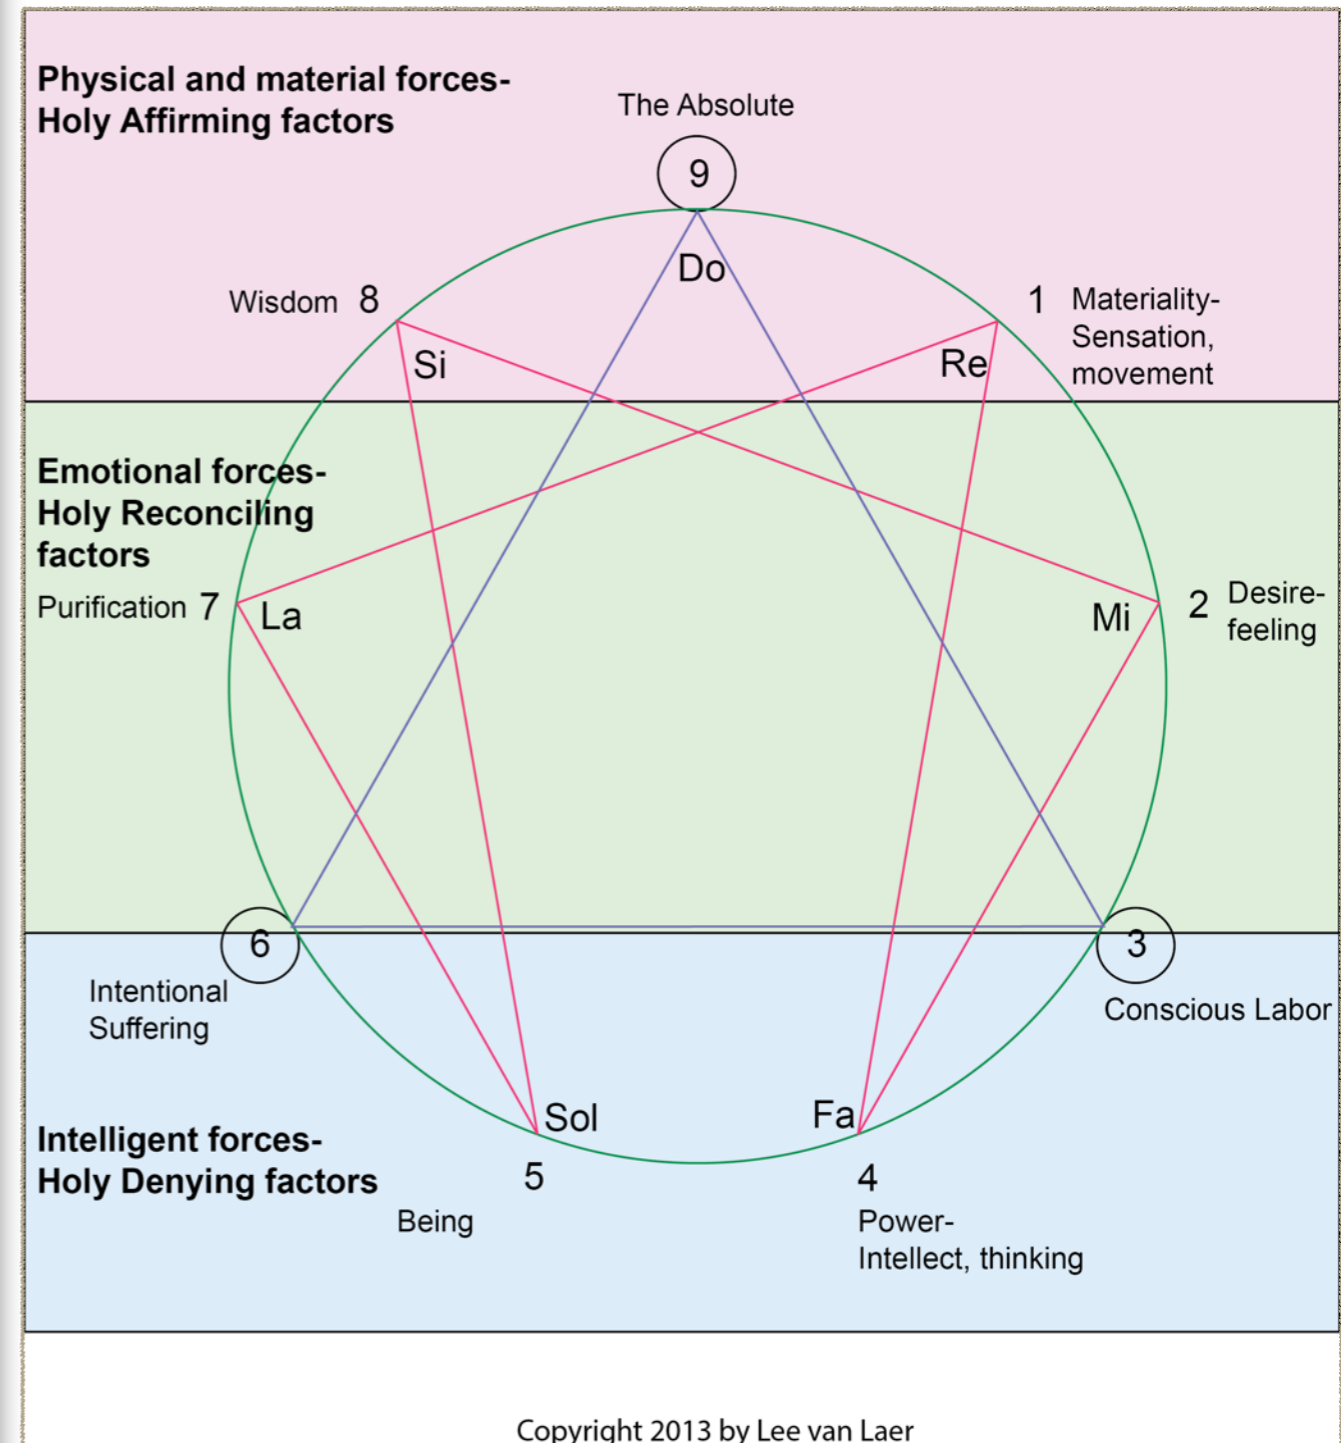 Physical and material forces-
Holy Affirming factors
The Absolute
9
Do
Wisdom 8
1 Materiality-
Sensation,
movement
Si
Re
Emotional forces-
Holy Reconciling
factors
Purification 7
La
Mi
2 Desire-
feeling
6
3
Intentional
Suffering
Conscious Labor
Sol
Fa
Intelligent forces-
Holy Denying factors
5
4
Being
Power-
Intellect, thinking
Copyright 2013 by Lee van Laer